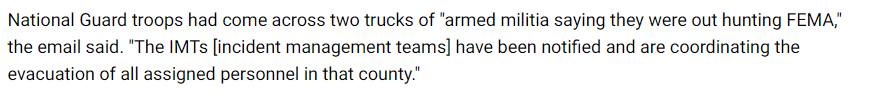 National Guard troops had come across two trucks of "armed militia saying they were out hunting FEMA,"
the email said. "The IMTs [incident management teams] have been notified and are coordinating the
evacuation of all assigned personnel in that county."